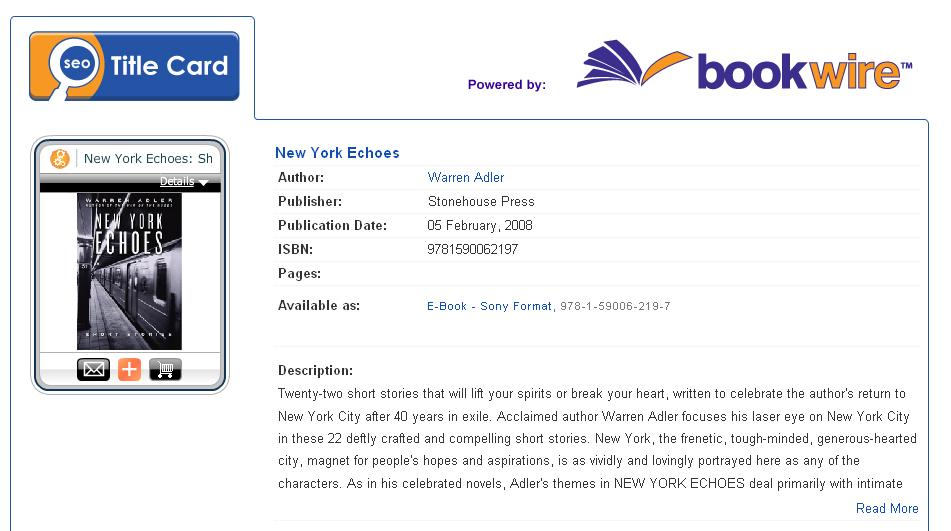 seo Title Card
Powered by:
bookwire™
New York Echoes: Sh
Details
WARREN ADLER
NEW YORK
ECHOES
SHORT STORIES
New York Echoes
Author: Warren Adler
Publisher: Stonehouse Press
Publication Date: 05 February, 2008
ISBN: 9781590062197
Pages:
Available as: E-Book - Sony Format, 978-1-59006-219-7
Description:
Twenty-two short stories that will lift your spirits or break your heart, written to celebrate the author's return to
New York City after 40 years in exile. Acclaimed author Warren Adler focuses his laser eye on New York City
in these 22 deftly crafted and compelling short stories. New York, the frenetic, tough-minded, generous-hearted
city, magnet for people's hopes and aspirations, is as vividly and lovingly portrayed here as any of the
characters. As in his celebrated novels, Adler's themes in NEW YORK ECHOES deal primarily with intimate
Read More